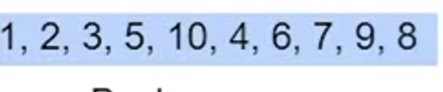 1, 2, 3, 5, 10, 4, 6, 7, 9, 8